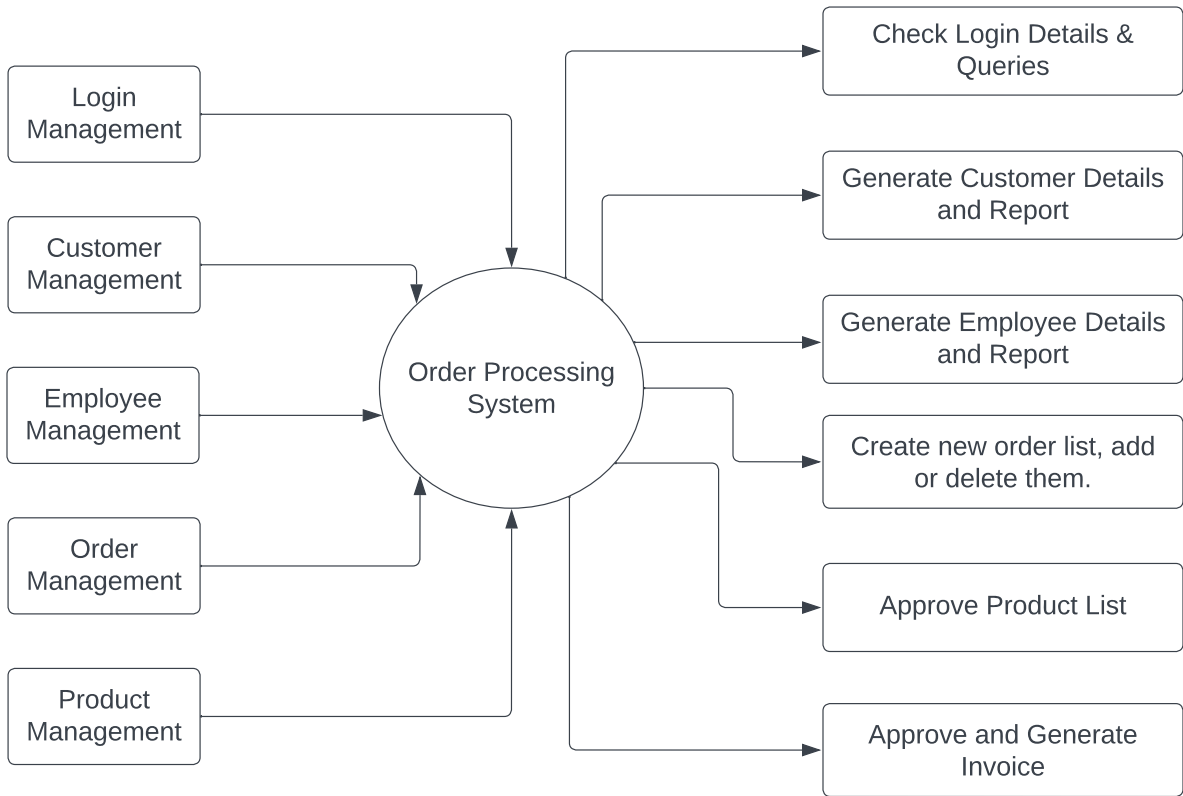 Login
Management
Customer
Management
Employee
Management
Order
Management
Product
Management
Order Processing
System
Check Login Details &
Queries
Generate Customer Details
and Report
Generate Employee Details
and Report
Create new order list, add
or delete them.
Approve Product List
Approve and Generate
Invoice